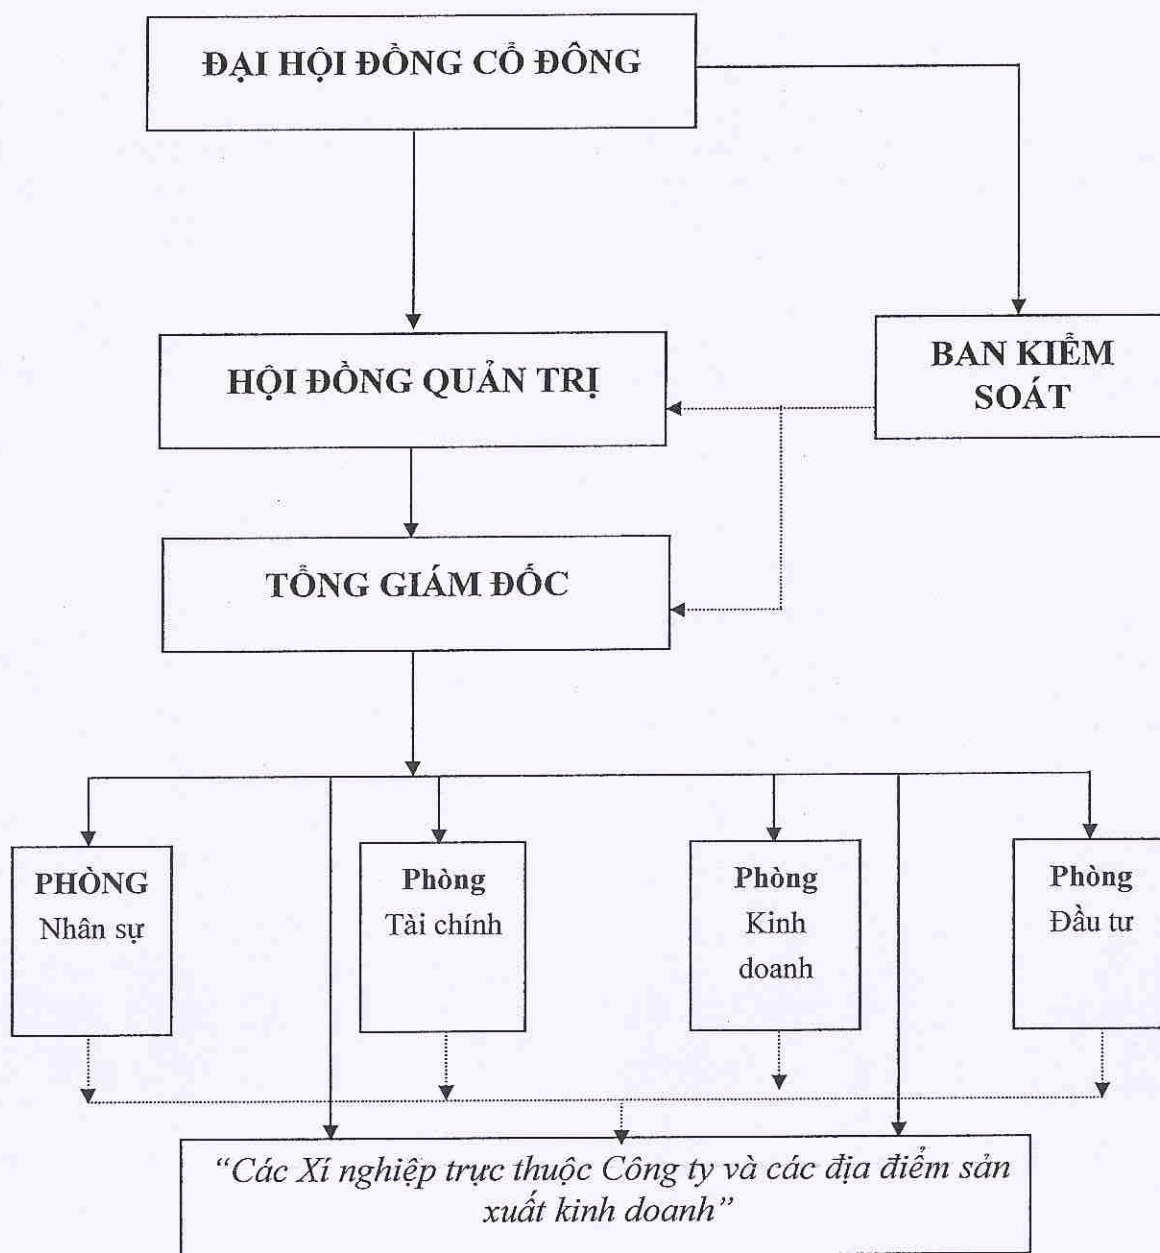 ĐẠI HỘI ĐỒNG CỔ ĐÔNG
HỘI ĐỒNG QUẢN TRỊ
BAN KIỂM
SOÁT
TỔNG GIÁM ĐỐC
PHÒNG
Nhân sự
Phòng
Tài chính
Phòng
Kinh
doanh
Phòng
Đầu tư
“Các Xí nghiệp trực thuộc Công ty và các địa điểm sản
xuất kinh doanh”